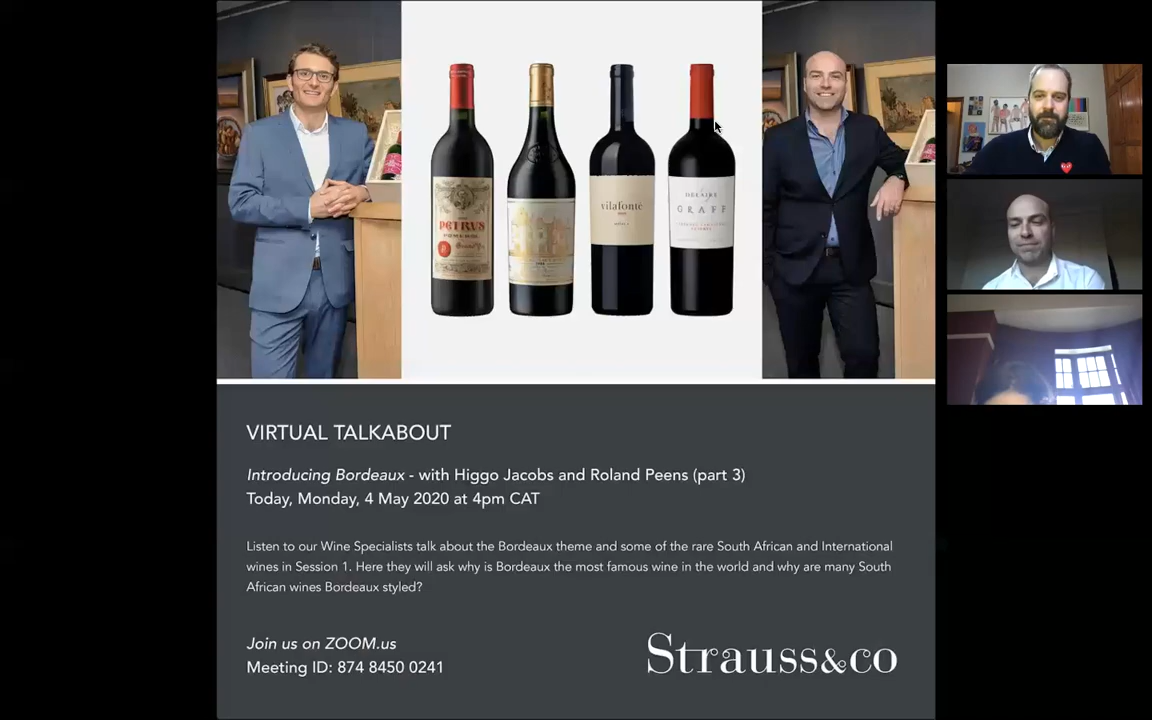 PETRVS
vilafonte
DELAIRE
GRAFF
VIRTUAL TALKABOUT
Introducing Bordeaux - with Higgo Jacobs and Roland Peens (part 3)
Today, Monday, 4 May 2020 at 4pm CAT
Listen to our Wine Specialists talk about the Bordeaux theme and some of the rare South African and International
wines in Session 1. Here they will ask why is Bordeaux the most famous wine in the world and why are many South
African wines Bordeaux styled?
Join us on ZOOM.us
Meeting ID: 874 8450 0241
Strauss&co